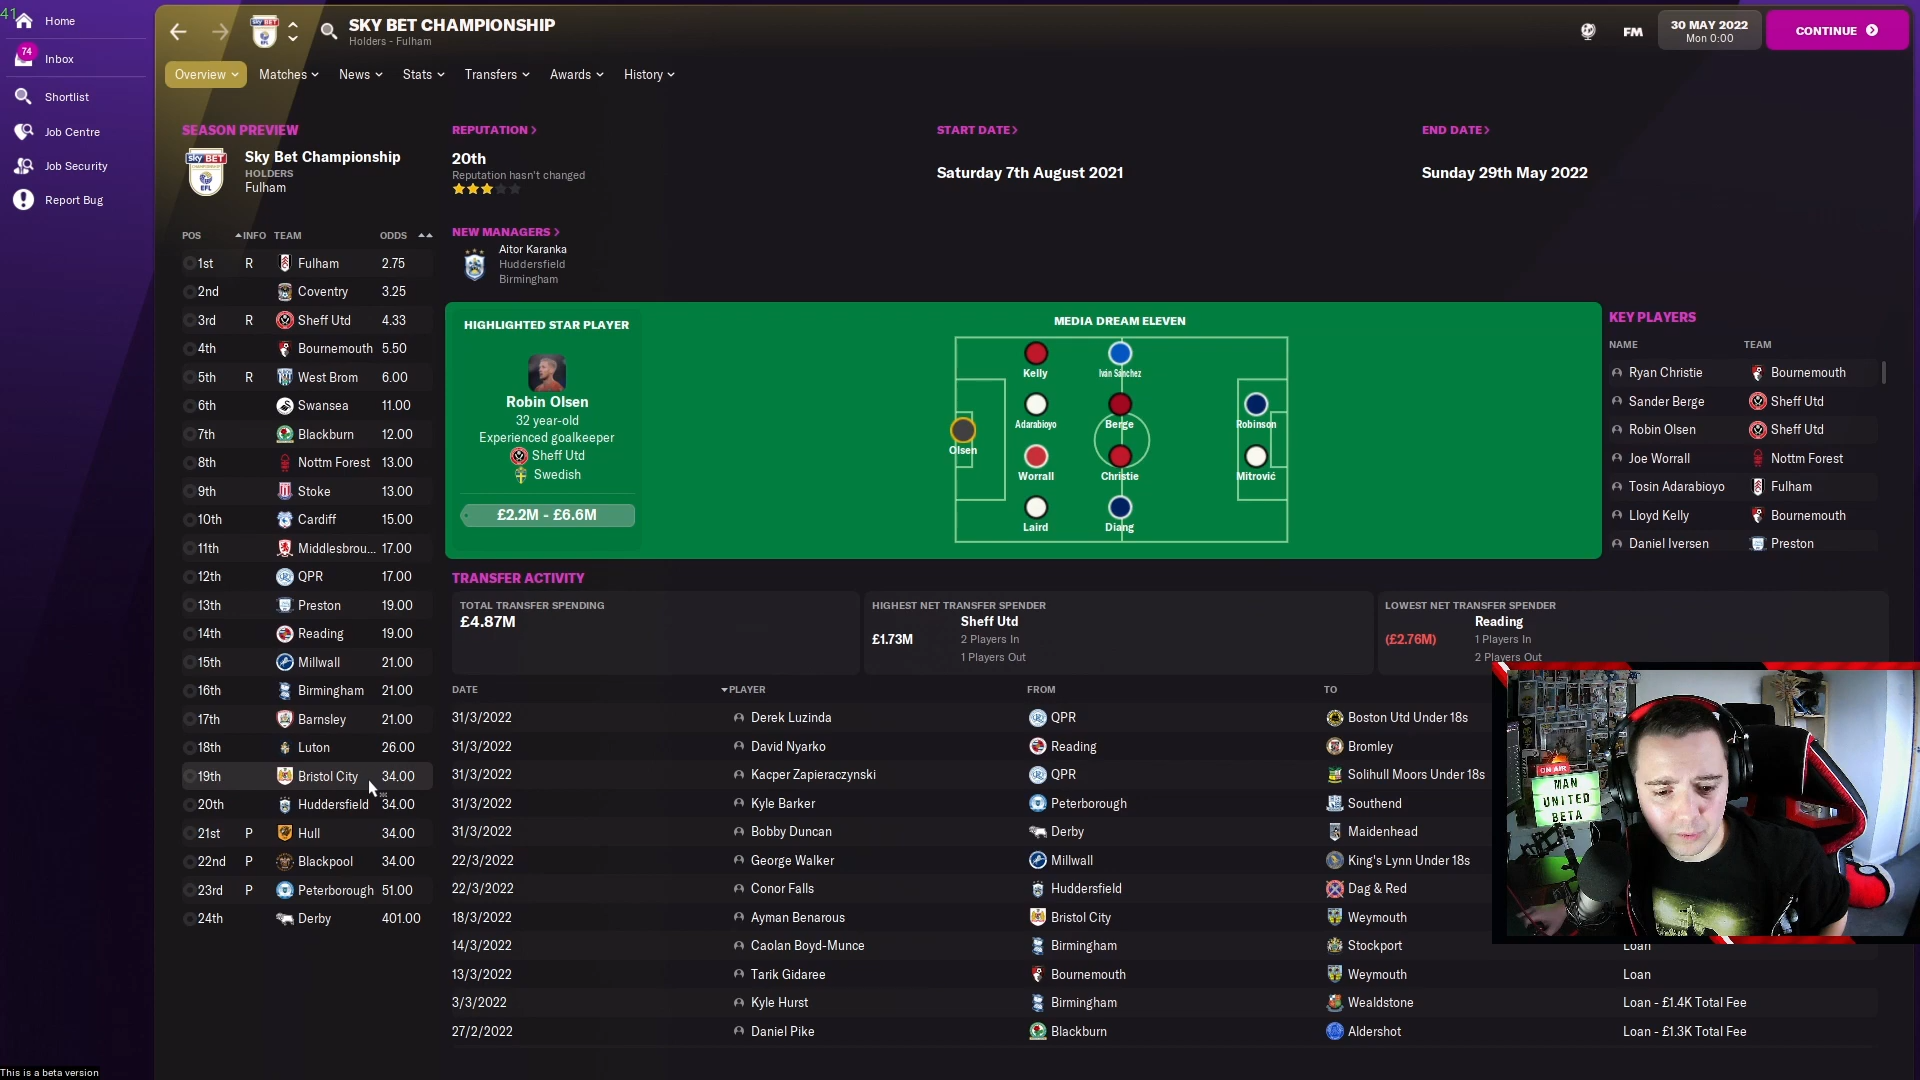 41
Home
74
Inbox
Shortlist
Job Centre
Job Security
Report Bug
SKY BET CHAMPIONSHIP
Holders - Fulham
FM
30 MAY 2022
Mon 0:00
CONTINUE
Overview
Matches
News
Stats
Transfers
Awards
History
SEASON PREVIEW
Sky Bet Championship
HOLDERS
Fulham
REPUTATION >
20th
Reputation hasn't changed
START DATE >
Saturday 7th August 2021
END DATE >
Sunday 29th May 2022
NEW MANAGERS >
Aitor Karanka
Huddersfield
Birmingham
POS INFO TEAM ODDS
1st R Fulham 2.75
2nd Coventry 3.25
3rd R Sheff Utd 4.33
4th Bournemouth 5.50
5th R West Brom 6.00
6th Swansea 11.00
7th Blackburn 12.00
8th Nottm Forest 13.00
9th Stoke 13.00
10th Cardiff 15.00
11th Middlesbrou... 17.00
12th QPR 17.00
13th Preston 19.00
14th Reading 19.00
15th Millwall 21.00
16th Birmingham 21.00
17th Barnsley 21.00
18th Luton 26.00
19th Bristol City 34.00
20th Huddersfield 34.00
21st P Hull 34.00
22nd P Blackpool 34.00
23rd P Peterborough 51.00
24th Derby 401.00
HIGHLIGHTED STAR PLAYER
Robin Olsen
32 year-old
Experienced goalkeeper
Sheff Utd
Swedish
£2.2M - £6.6M
MEDIA DREAM ELEVEN
Kelly
Iván Sánchez
Adarabioyo
Berge
Robinson
Olsen
Worrall
Christie
Mitrović
Laird
Diang
KEY PLAYERS
NAME TEAM
Ryan Christie Bournemouth
Sander Berge Sheff Utd
Robin Olsen Sheff Utd
Joe Worrall Nottm Forest
Tosin Adarabioyo Fulham
Lloyd Kelly Bournemouth
Daniel Iversen Preston
TRANSFER ACTIVITY
TOTAL TRANSFER SPENDING
£4.87M
HIGHEST NET TRANSFER SPENDER
Sheff Utd
£1.73M
2 Players In
1 Players Out
LOWEST NET TRANSFER SPENDER
Reading
(£2.76M)
1 Players In
2 Players Out
DATE PLAYER FROM TO
31/3/2022 Derek Luzinda QPR Boston Utd Under 18s
31/3/2022 David Nyarko Reading Bromley
31/3/2022 Kacper Zapieraczynski QPR Solihull Moors Under 18s
31/3/2022 Kyle Barker Peterborough Southend
31/3/2022 Bobby Duncan Derby Maidenhead
22/3/2022 George Walker Millwall King's Lynn Under 18s
22/3/2022 Conor Falls Huddersfield Dag & Red
18/3/2022 Ayman Benarous Bristol City Weymouth
14/3/2022 Caolan Boyd-Munce Birmingham Stockport Loan
13/3/2022 Tarik Gidaree Bournemouth Weymouth Loan
3/3/2022 Kyle Hurst Birmingham Wealdstone Loan - £1.4K Total Fee
27/2/2022 Daniel Pike Blackburn Aldershot Loan - £1.3K Total Fee
ON AIR
MAN
UNITED
BETA
This is a beta version